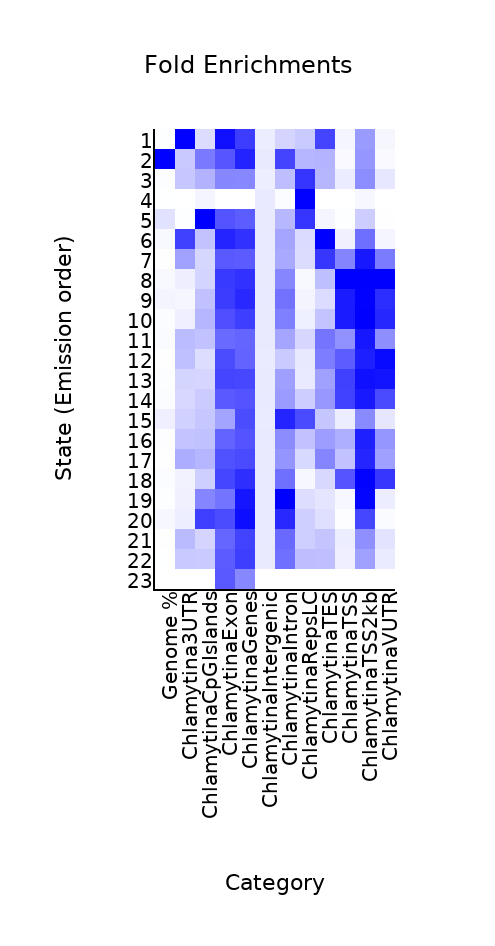 Fold Enrichments
State (Emission order)
1
2
3
4
5
6
7
8
9
10
11
12
13
14
15
16
17
18
19
20
21
22
23
Genome %
Chlamytina3UTR
ChlamytinaCpGIslands
ChlamytinaExon
ChlamytinaGenes
ChlamytinaIntergenic
ChlamytinaIntron
ChlamytinaRepsLC
ChlamytinaTES
ChlamytinaTSS
ChlamytinaTSS2kb
ChlamytinaVUTR
Category